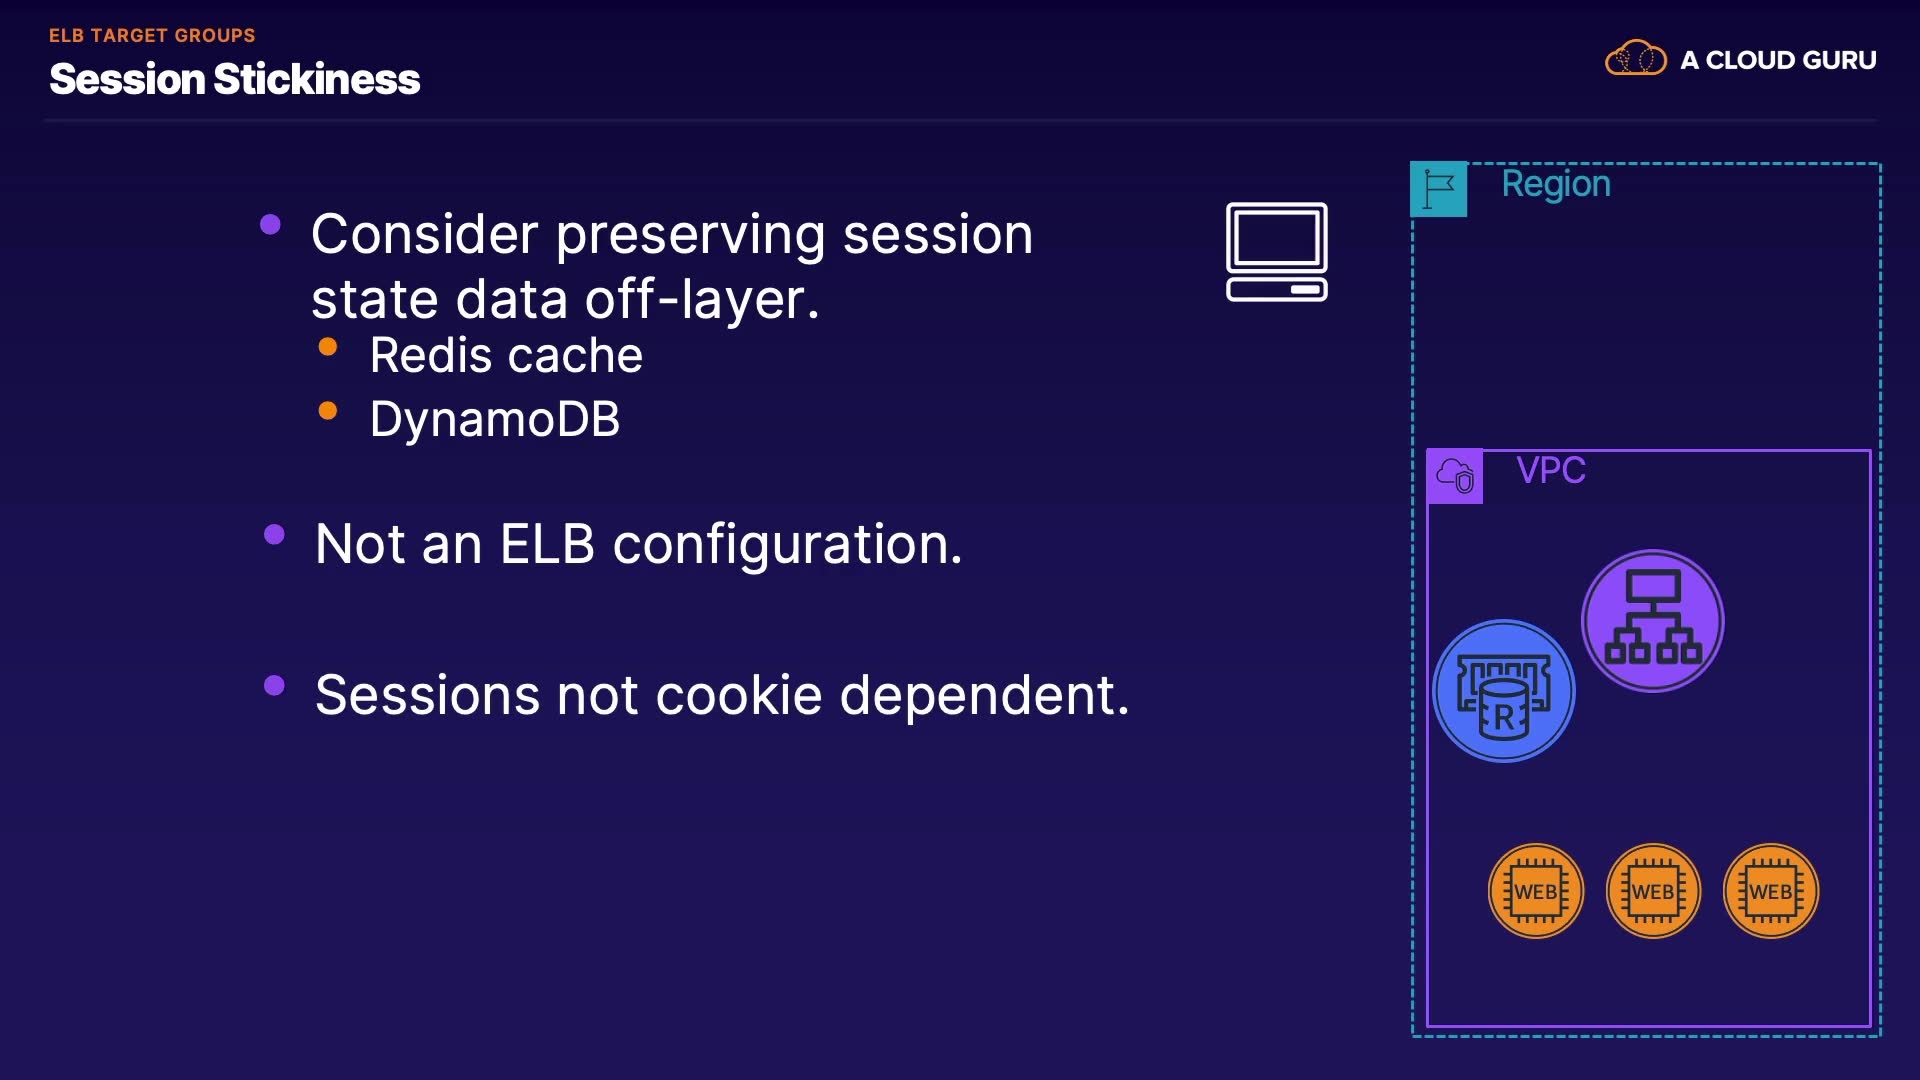 ELB TARGET GROUPS
Session Stickiness
A CLOUD GURU
Consider preserving session
state data off-layer.
Redis cache
DynamoDB
Not an ELB configuration.
Sessions not cookie dependent.
Region
VPC
R
WEB
WEB
WEB